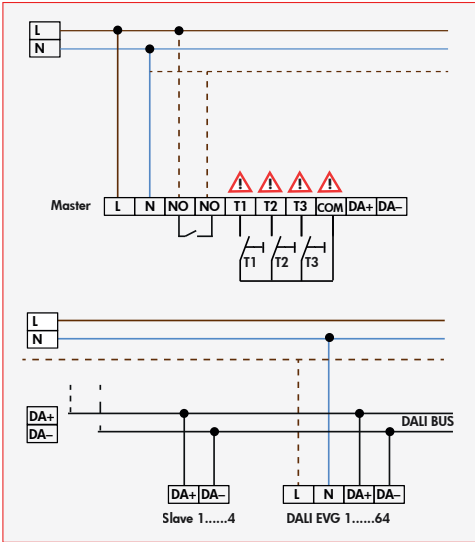 L
N
! ! ! !
Master L N NO NO T1 T2 T3 COM DA+ DA–
T1 T2 T3
L
N
DA+
DA–
DALI BUS
DA+ DA– L N DA+ DA–
Slave 1......4 DALI EVG 1......64